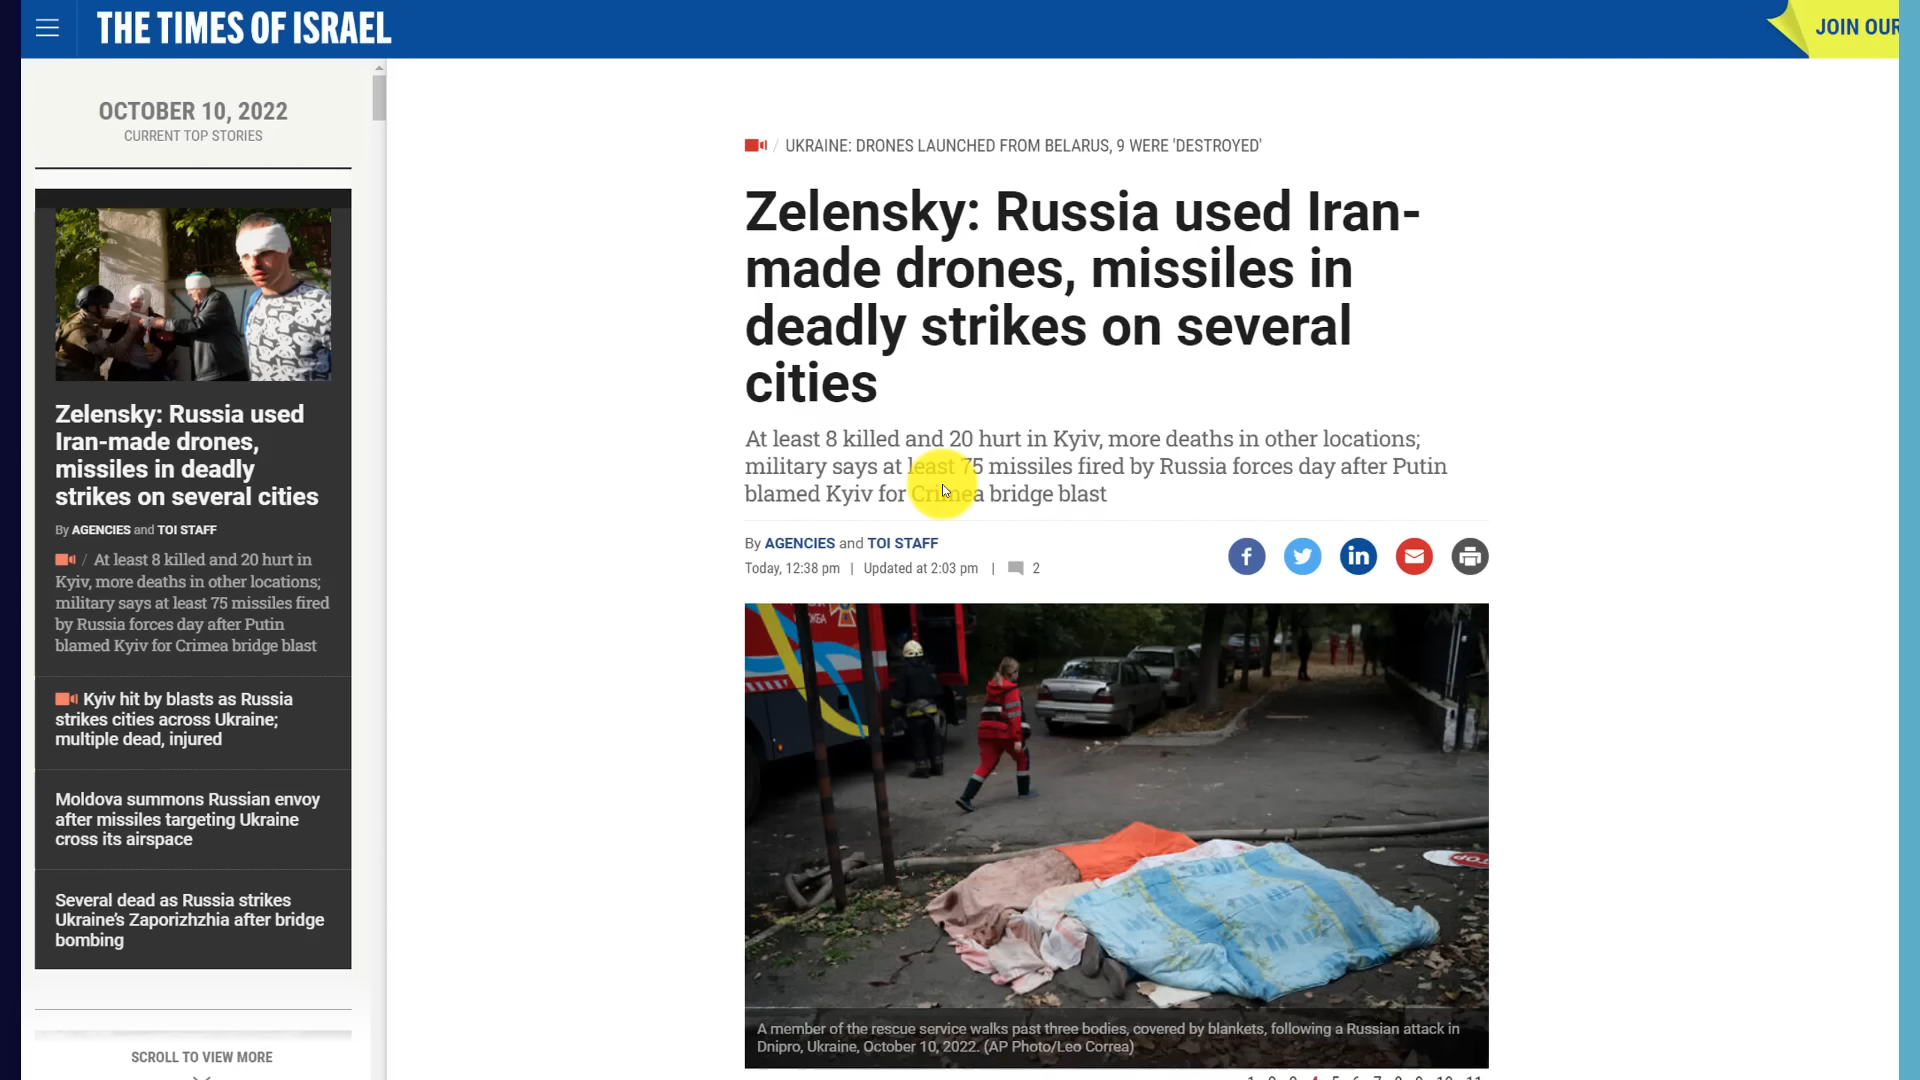 THE TIMES OF ISRAEL
JOIN OUR
OCTOBER 10, 2022
CURRENT TOP STORIES
Zelensky: Russia used
Iran-made drones,
missiles in deadly
strikes on several cities
By AGENCIES and TOI STAFF
/ At least 8 killed and 20 hurt in
Kyiv, more deaths in other locations;
military says at least 75 missiles fired
by Russia forces day after Putin
blamed Kyiv for Crimea bridge blast
Kyiv hit by blasts as Russia
strikes cities across Ukraine;
multiple dead, injured
Moldova summons Russian envoy
after missiles targeting Ukraine
cross its airspace
Several dead as Russia strikes
Ukraine’s Zaporizhzhia after bridge
bombing
SCROLL TO VIEW MORE
/ UKRAINE: DRONES LAUNCHED FROM BELARUS, 9 WERE 'DESTROYED'
Zelensky: Russia used Iran-
made drones, missiles in
deadly strikes on several
cities
At least 8 killed and 20 hurt in Kyiv, more deaths in other locations;
military says at least 75 missiles fired by Russia forces day after Putin
blamed Kyiv for Crimea bridge blast
By AGENCIES and TOI STAFF
Today, 12:38 pm | Updated at 2:03 pm | 2
A member of the rescue service walks past three bodies, covered by blankets, following a Russian attack in
Dnipro, Ukraine, October 10, 2022. (AP Photo/Leo Correa)